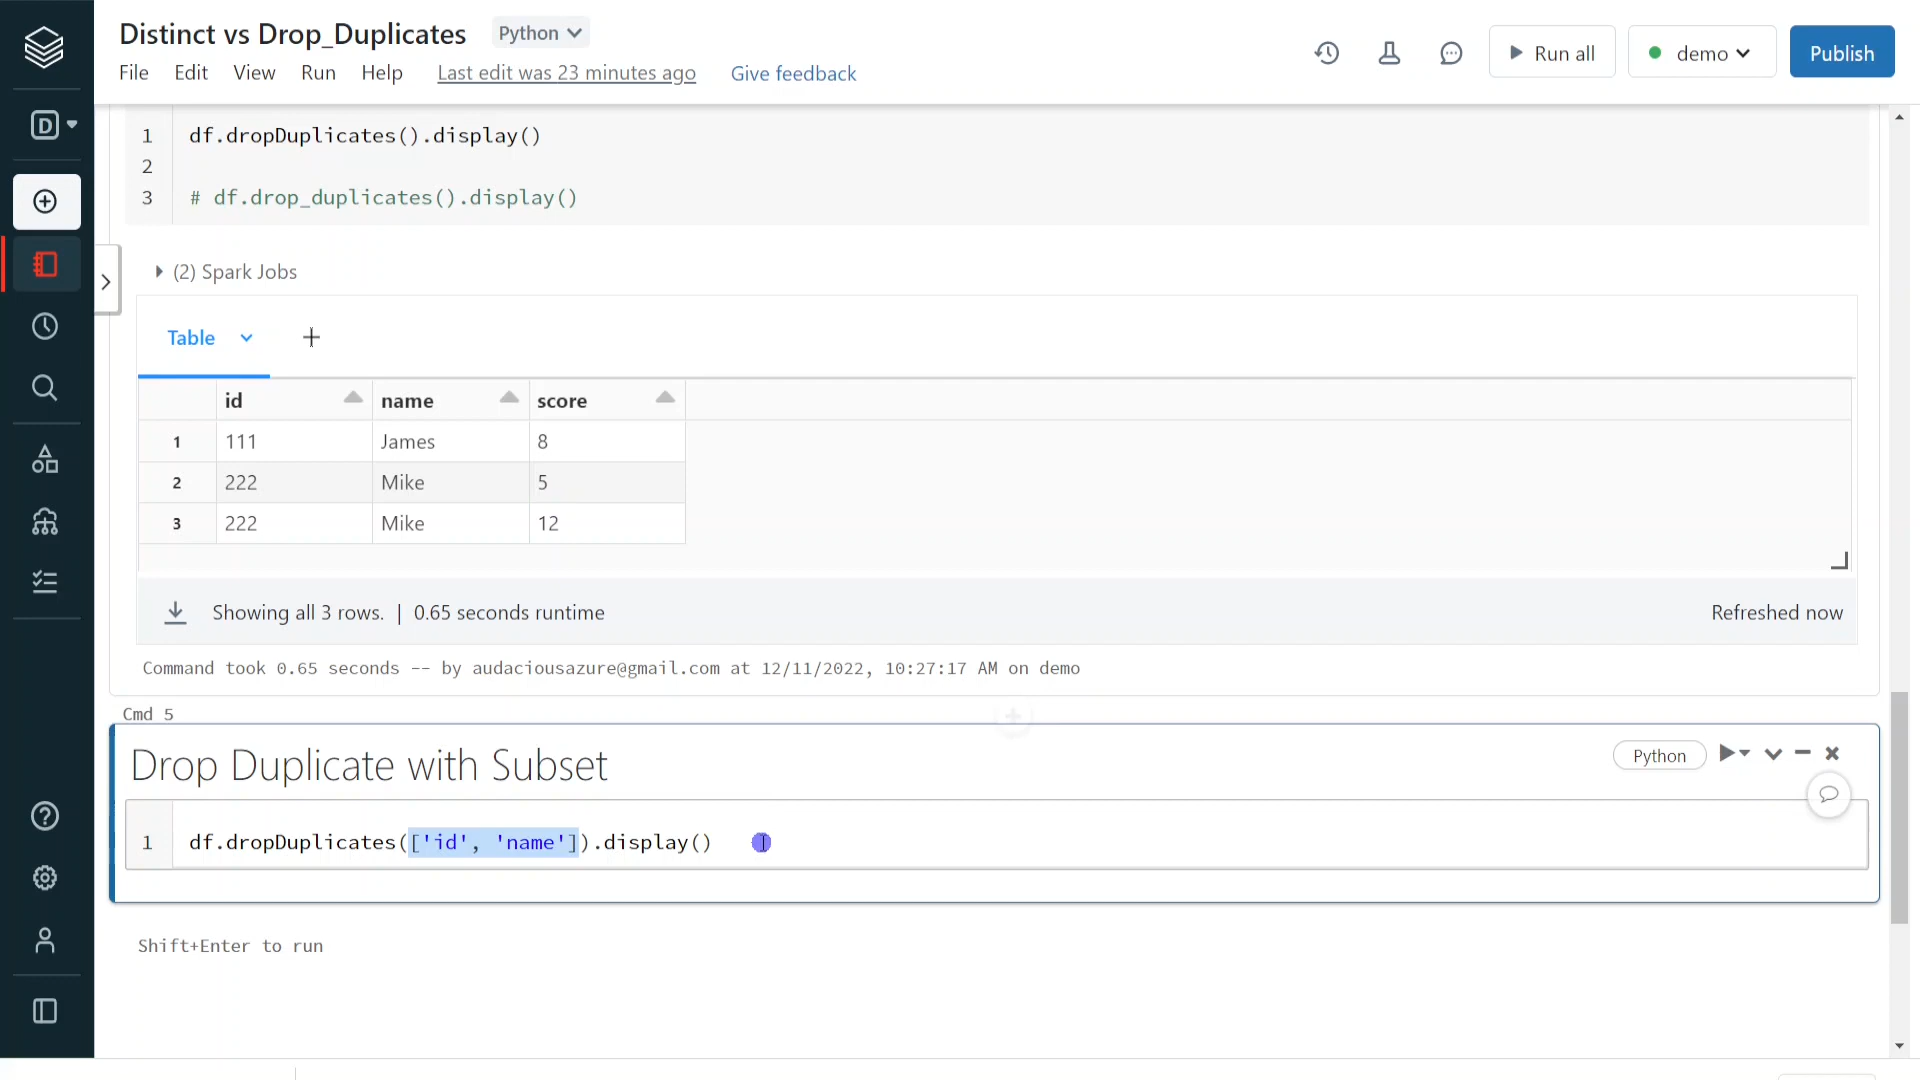 Distinct vs Drop_Duplicates
Python
File Edit View Run Help Last edit was 23 minutes ago Give feedback
Run all
demo
Publish
D
1 df.dropDuplicates().display()
2
3 # df.drop_duplicates().display()
(2) Spark Jobs
Table
id name score
1 111 James 8
2 222 Mike 5
3 222 Mike 12
Showing all 3 rows. | 0.65 seconds runtime
Refreshed now
Command took 0.65 seconds -- by audaciousazure@gmail.com at 12/11/2022, 10:27:17 AM on demo
Cmd 5
Drop Duplicate with Subset
Python
1 df.dropDuplicates(['id', 'name']).display()
Shift+Enter to run